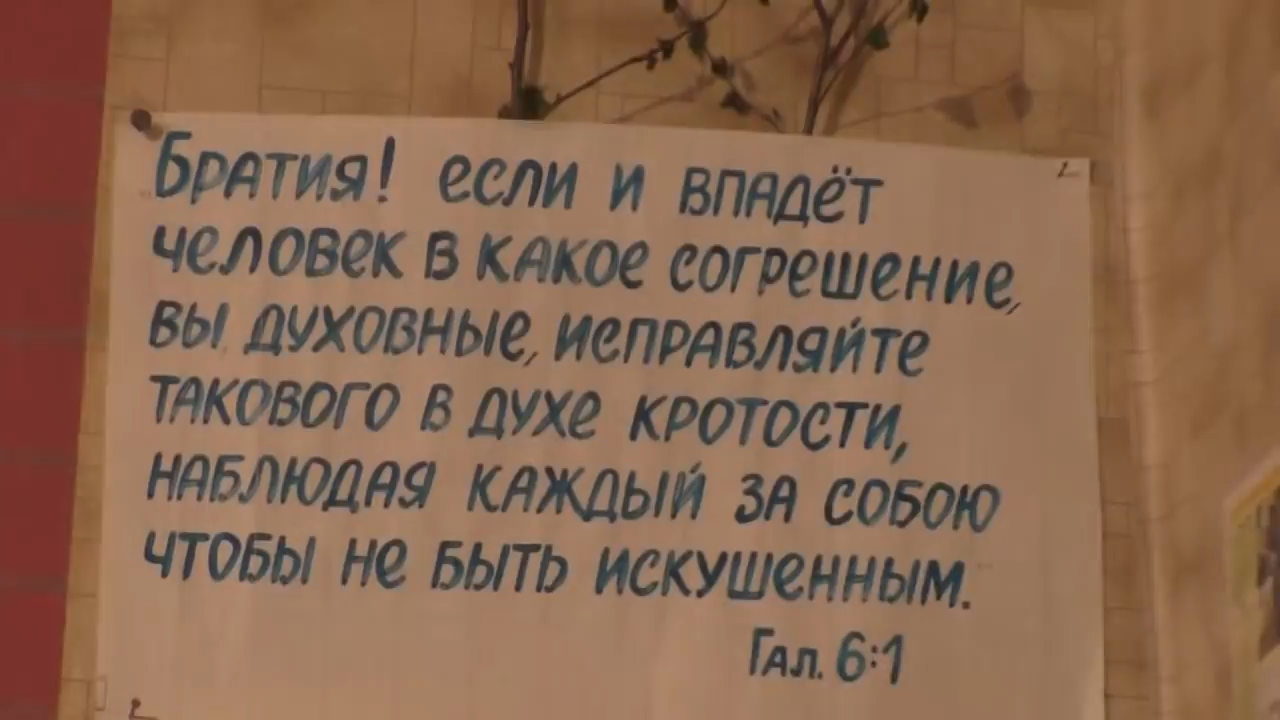 Братия! если и впадёт
человек в какое согрешение,
вы духовные, исправляйте
такового в духе кротости,
наблюдая каждый за собою
чтобы не быть искушенным.
Гал. 6:1